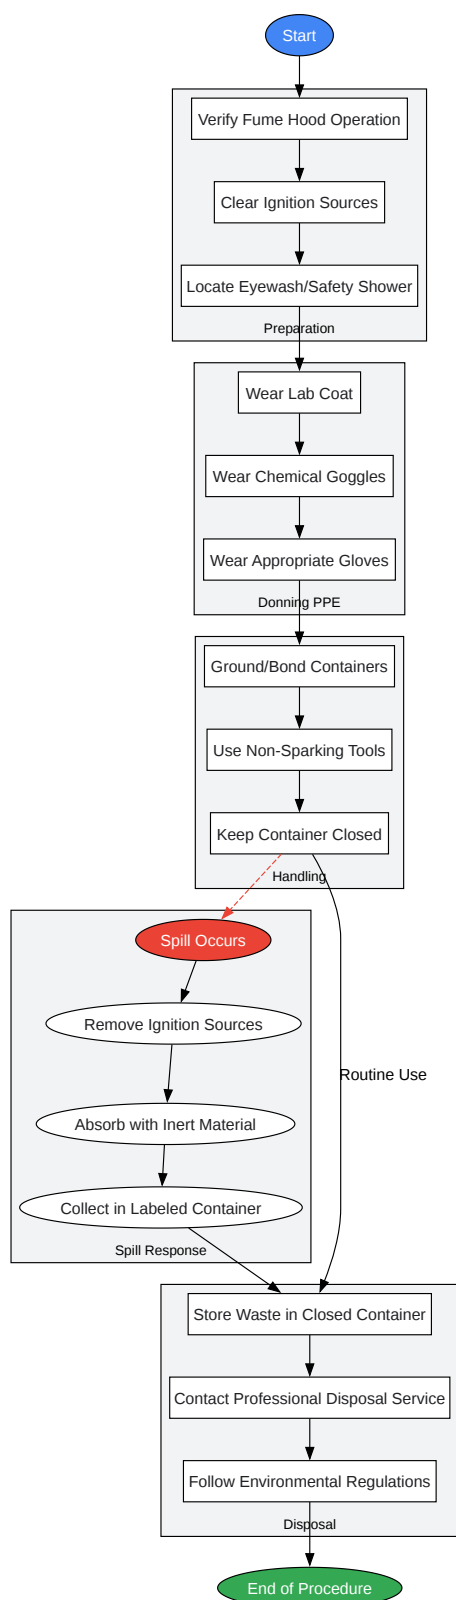 Start
Verify Fume Hood Operation
Clear Ignition Sources
Locate Eyewash/Safety Shower
Preparation
Wear Lab Coat
Wear Chemical Goggles
Wear Appropriate Gloves
Donning PPE
Ground/Bond Containers
Use Non-Sparking Tools
Keep Container Closed
Handling
Spill Occurs
Remove Ignition Sources
Routine Use
Absorb with Inert Material
Collect in Labeled Container
Spill Response
Store Waste in Closed Container
Contact Professional Disposal Service
Follow Environmental Regulations
Disposal
End of Procedure